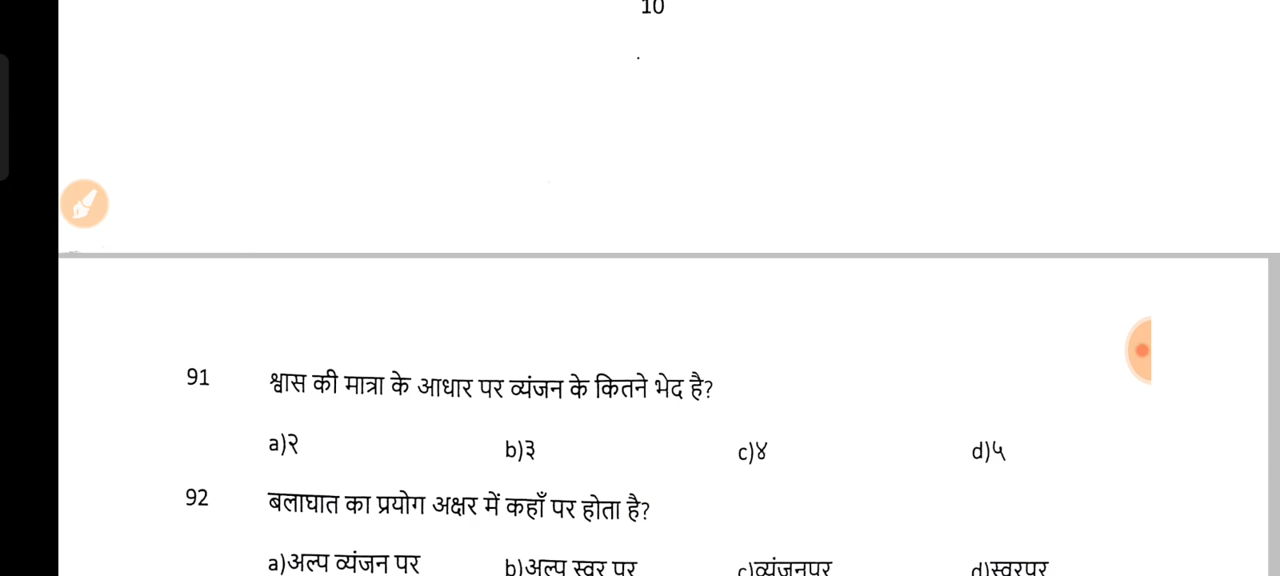 10
91 श्वास की मात्रा के आधार पर व्यंजन के कितने भेद है?
a)२ b)३ c)४ d)५
92 बलाघात का प्रयोग अक्षर में कहाँ पर होता है?
a)अल्प व्यंजन पर b)अल्प स्वर पर c)व्यंजनपर d)स्वरपर